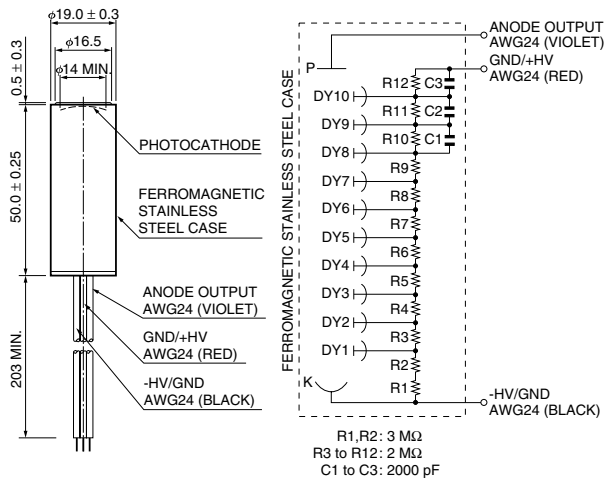 φ19.0 ± 0.3
φ16.5
φ14 MIN.
0.5 ± 0.3
50.0 ± 0.25
203 MIN.
PHOTOCATHODE
FERROMAGNETIC
STAINLESS
STEEL CASE
ANODE OUTPUT
AWG24 (VIOLET)
GND/+HV
AWG24 (RED)
-HV/GND
AWG24 (BLACK)
FERROMAGNETIC STAINLESS STEEL CASE
ANODE OUTPUT
AWG24 (VIOLET)
GND/+HV
AWG24 (RED)
P
R12 C3
DY10
R11 C2
DY9
R10 C1
DY8
R9
DY7
R8
DY6
R7
DY5
R6
DY4
R5
DY3
R4
DY2
R3
DY1
R2
K
R1
-HV/GND
AWG24 (BLACK)
R1,R2: 3 MΩ
R3 to R12: 2 MΩ
C1 to C3: 2000 pF